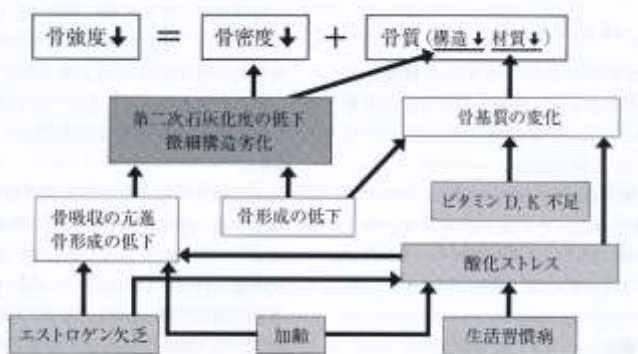 骨強度↓ = 骨密度↓ + 骨質(構造↓ 材質↓)
第二次石灰化度の低下
微細構造劣化
骨基質の変化
骨吸収の亢進
骨形成の低下
骨形成の低下
ビタミン D, K 不足
酸化ストレス
エストロゲン欠乏
加齢
生活習慣病